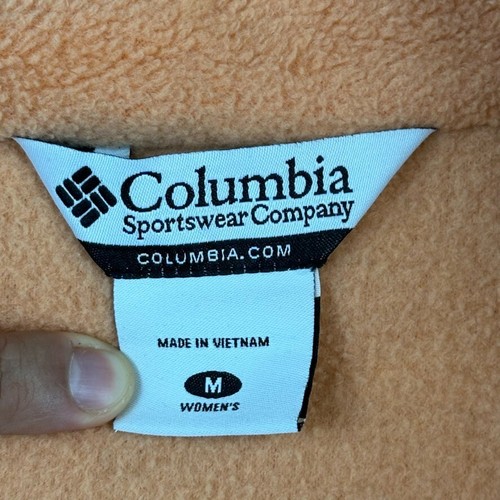 Columbia
Sportswear Company
COLUMBIA.COM
MADE IN VIETNAM
M
WOMEN'S